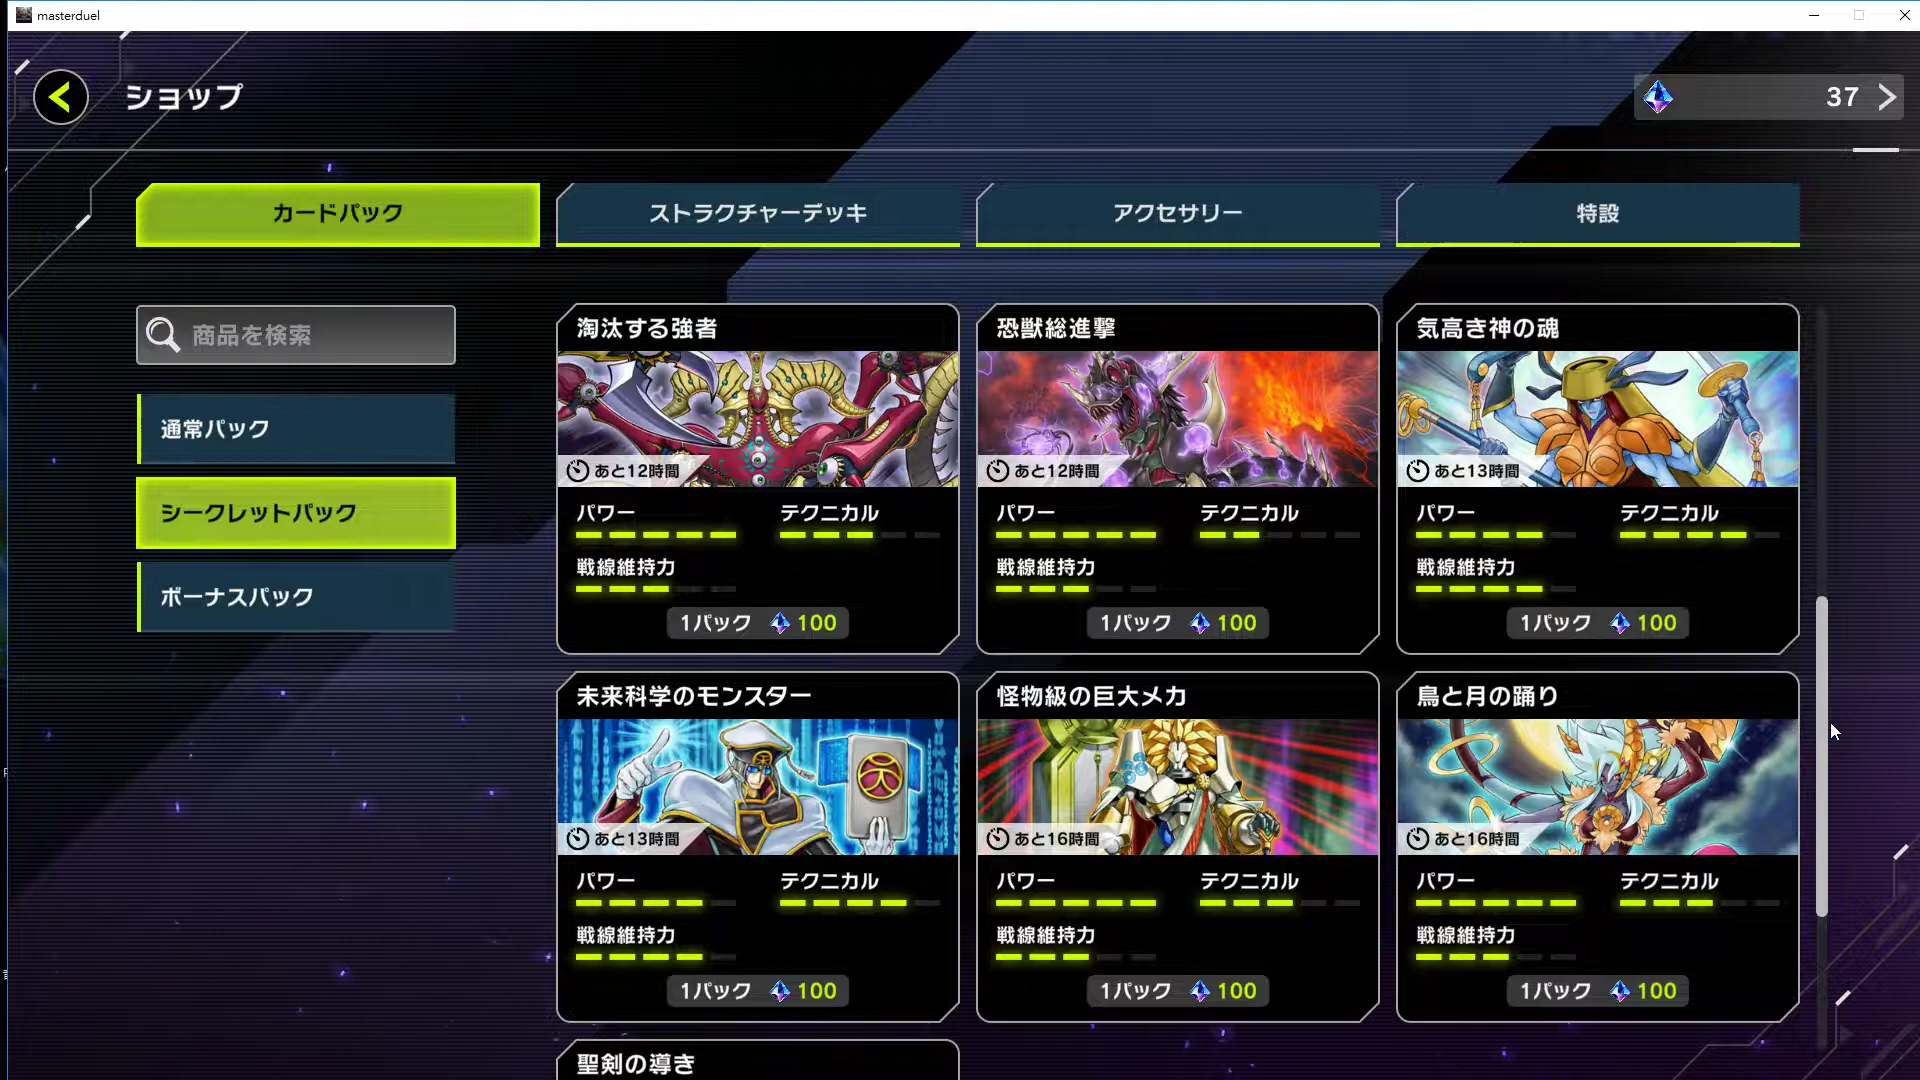 masterduel
ショップ
37
カードパック
ストラクチャーデッキ
アクセサリー
特設
商品を検索
通常パック
シークレットパック
ボーナスパック
淘汰する強者
あと12時間
パワー
テクニカル
戦線維持力
1パック 100
恐獣総進撃
あと12時間
パワー
テクニカル
戦線維持力
1パック 100
気高き神の魂
あと13時間
パワー
テクニカル
戦線維持力
1パック 100
未来科学のモンスター
あと13時間
パワー
テクニカル
戦線維持力
1パック 100
怪物級の巨大メカ
あと16時間
パワー
テクニカル
戦線維持力
1パック 100
鳥と月の踊り
あと16時間
パワー
テクニカル
戦線維持力
1パック 100
聖剣の導き